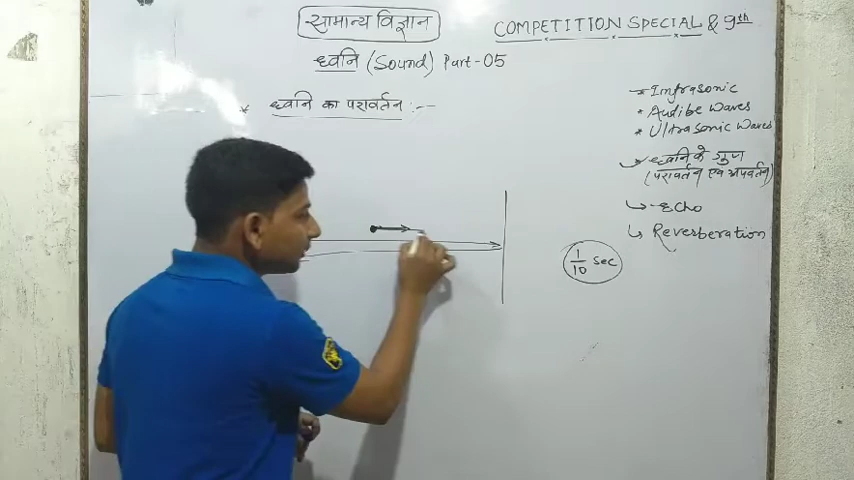 सामान्य विज्ञान
COMPETITION SPECIAL & 9th
ध्वनि (Sound) Part-05
* ध्वनि का परावर्तन :--
→ Infrasonic
* Audibe Waves
* Ultrasonic Waves
ध्वनि के गुण
(परावर्तन एवं अपवर्तन)
Echo
Reverberation
1/10 Sec